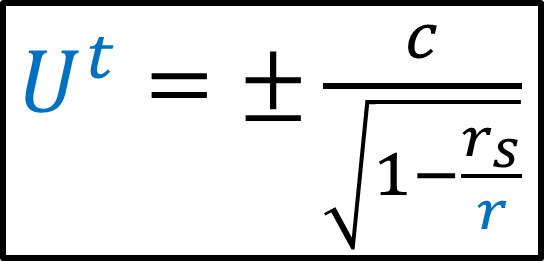 U^t = ± c / √(1 − r_s / r)